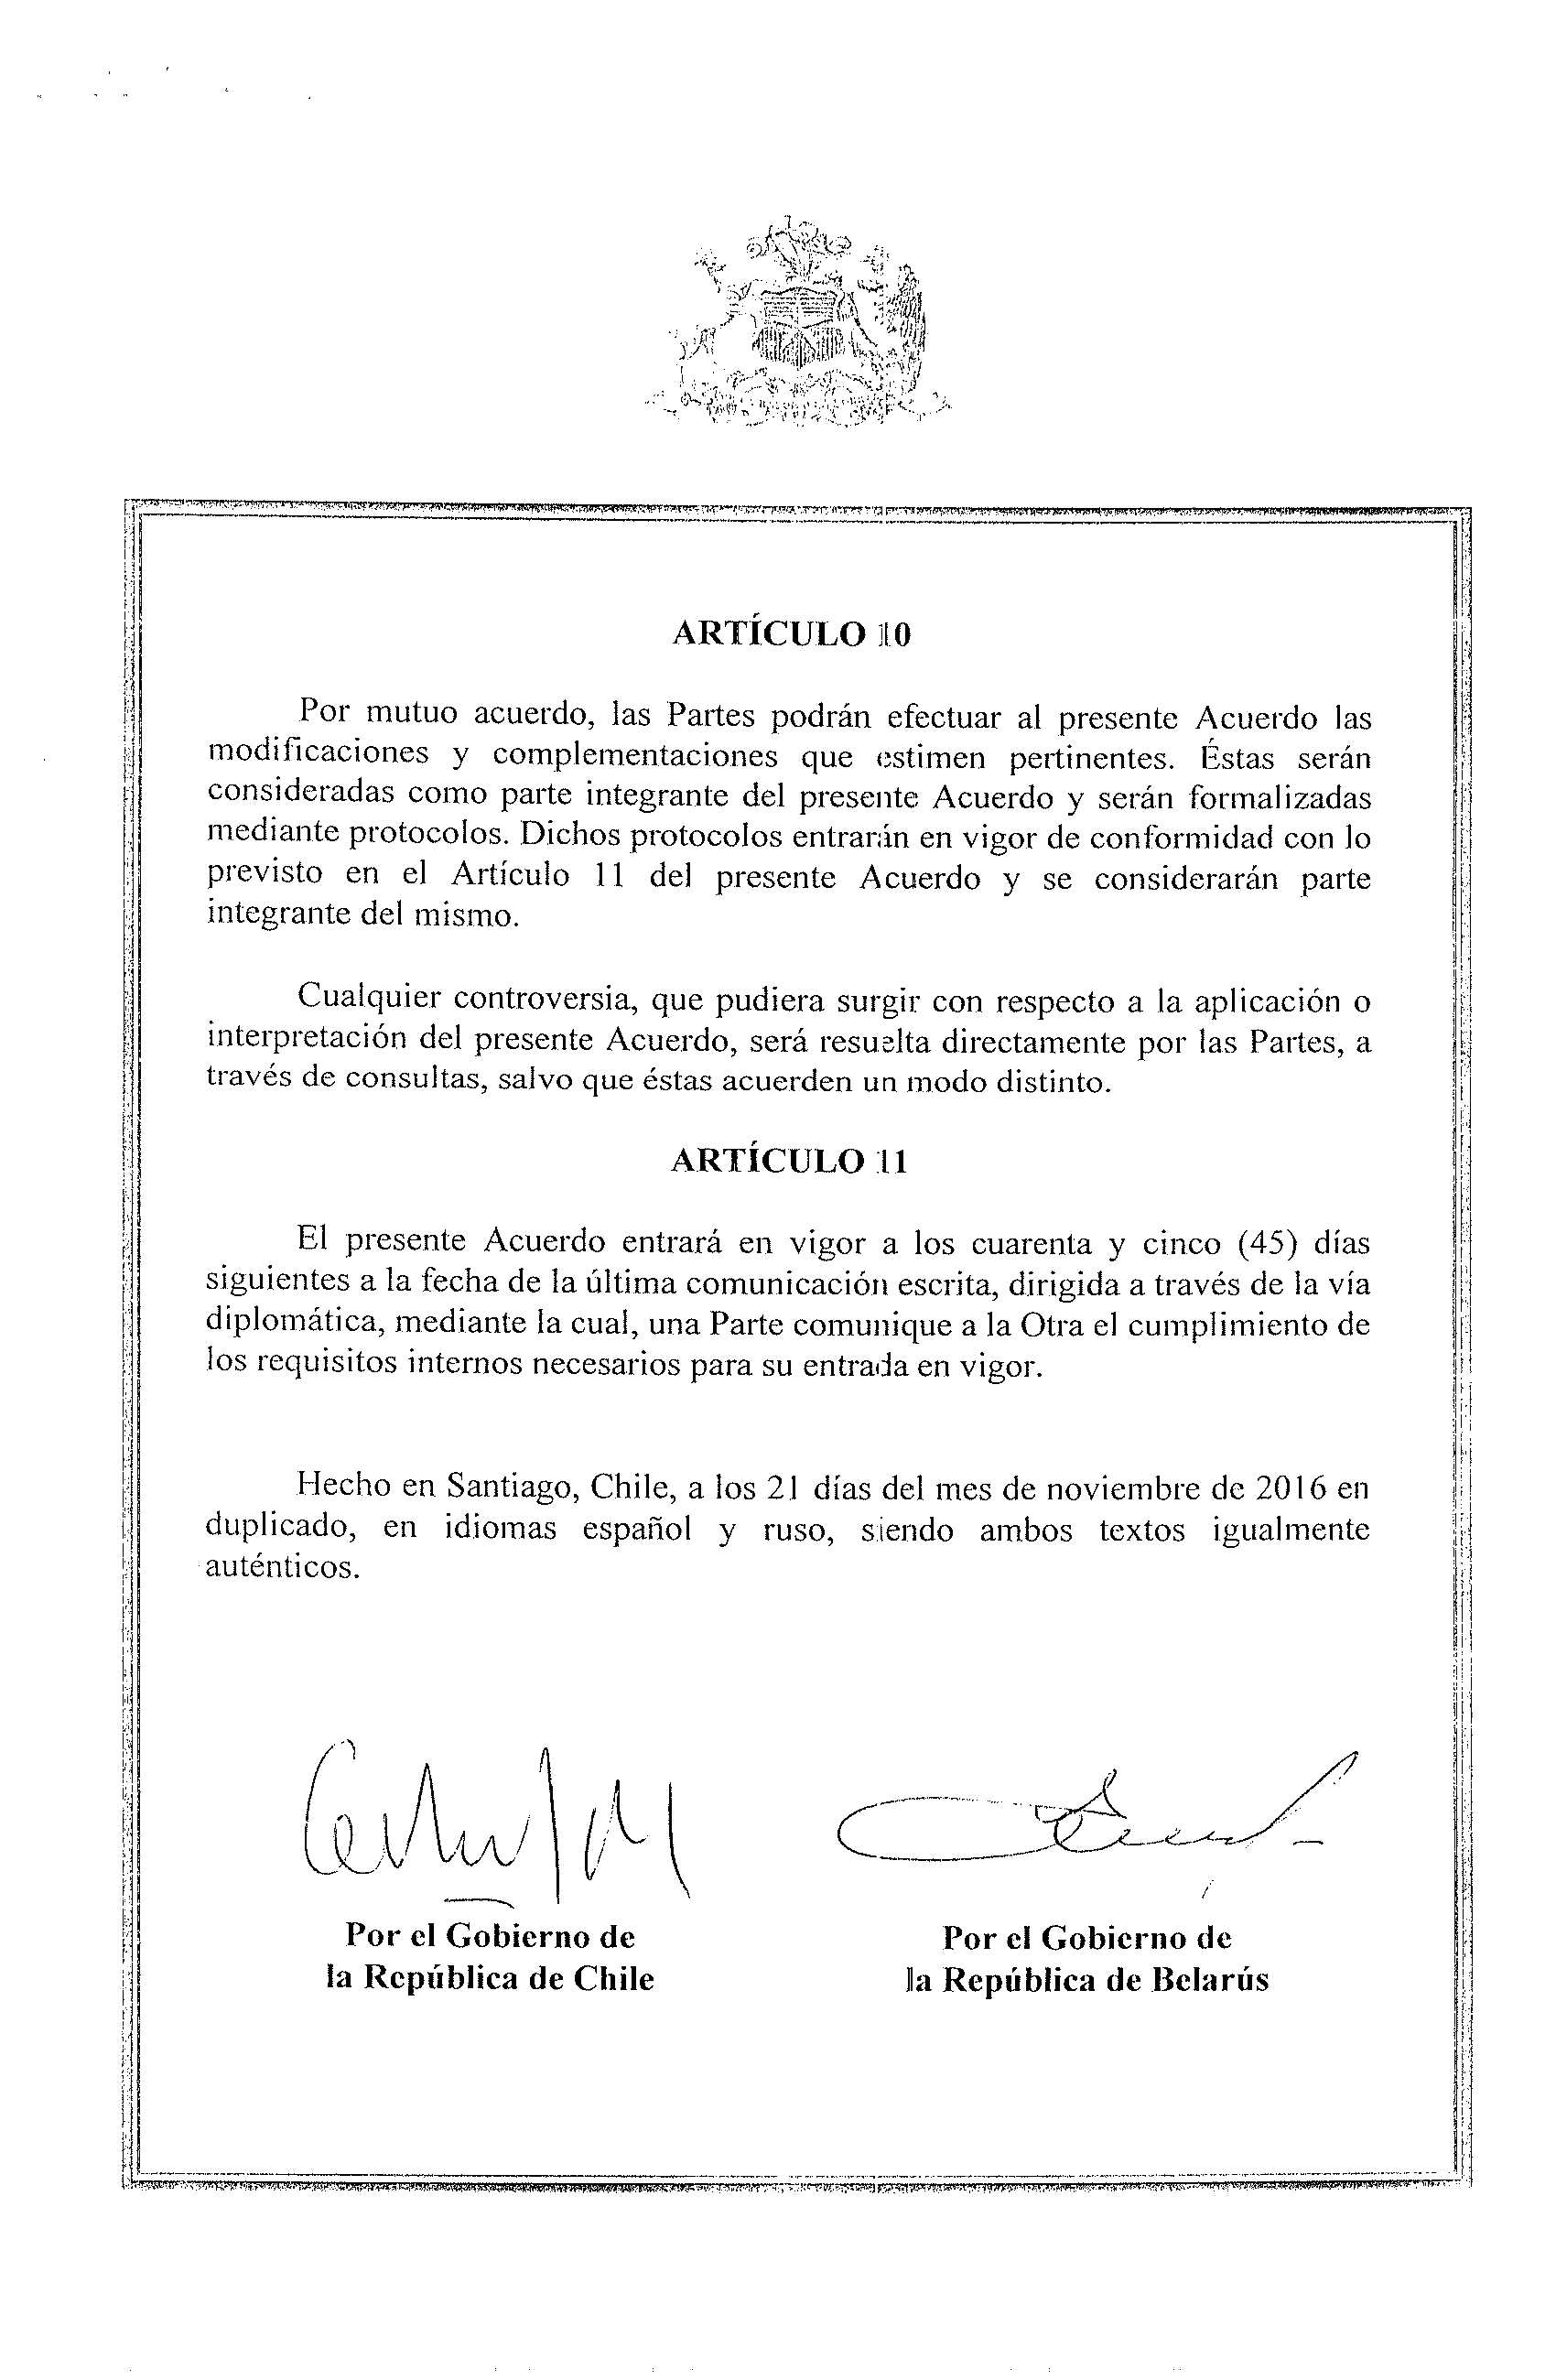 ARTÍCULO 10
Por mutuo acuerdo, las Partes podrán efectuar al presente Acuerdo las
modificaciones y complementaciones que estimen pertinentes. Éstas serán
consideradas como parte integrante del presente Acuerdo y serán formalizadas
mediante protocolos. Dichos protocolos entrarán en vigor de conformidad con lo
previsto en el Artículo 11 del presente Acuerdo y se considerarán parte
integrante del mismo.
Cualquier controversia, que pudiera surgir con respecto a la aplicación o
interpretación del presente Acuerdo, será resuelta directamente por las Partes, a
través de consultas, salvo que éstas acuerden un modo distinto.
ARTÍCULO 11
El presente Acuerdo entrará en vigor a los cuarenta y cinco (45) días
siguientes a la fecha de la última comunicación escrita, dirigida a través de la vía
diplomática, mediante la cual, una Parte comunique a la Otra el cumplimiento de
los requisitos internos necesarios para su entrada en vigor.
Hecho en Santiago, Chile, a los 21 días del mes de noviembre de 2016 en
duplicado, en idiomas español y ruso, siendo ambos textos igualmente
auténticos.
Por el Gobierno de
la República de Chile
Por el Gobierno de
la República de Belarús